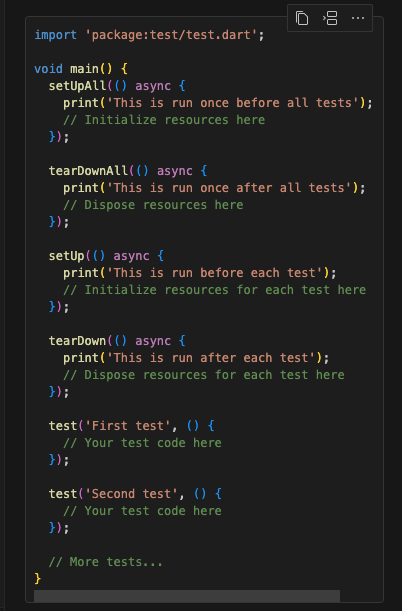 import 'package:test/test.dart';

void main() {
  setUpAll(() async {
    print('This is run once before all tests');
    // Initialize resources here
  });

  tearDownAll(() async {
    print('This is run once after all tests');
    // Dispose resources here
  });

  setUp(() async {
    print('This is run before each test');
    // Initialize resources for each test here
  });

  tearDown(() async {
    print('This is run after each test');
    // Dispose resources for each test here
  });

  test('First test', () {
    // Your test code here
  });

  test('Second test', () {
    // Your test code here
  });

  // More tests...
}